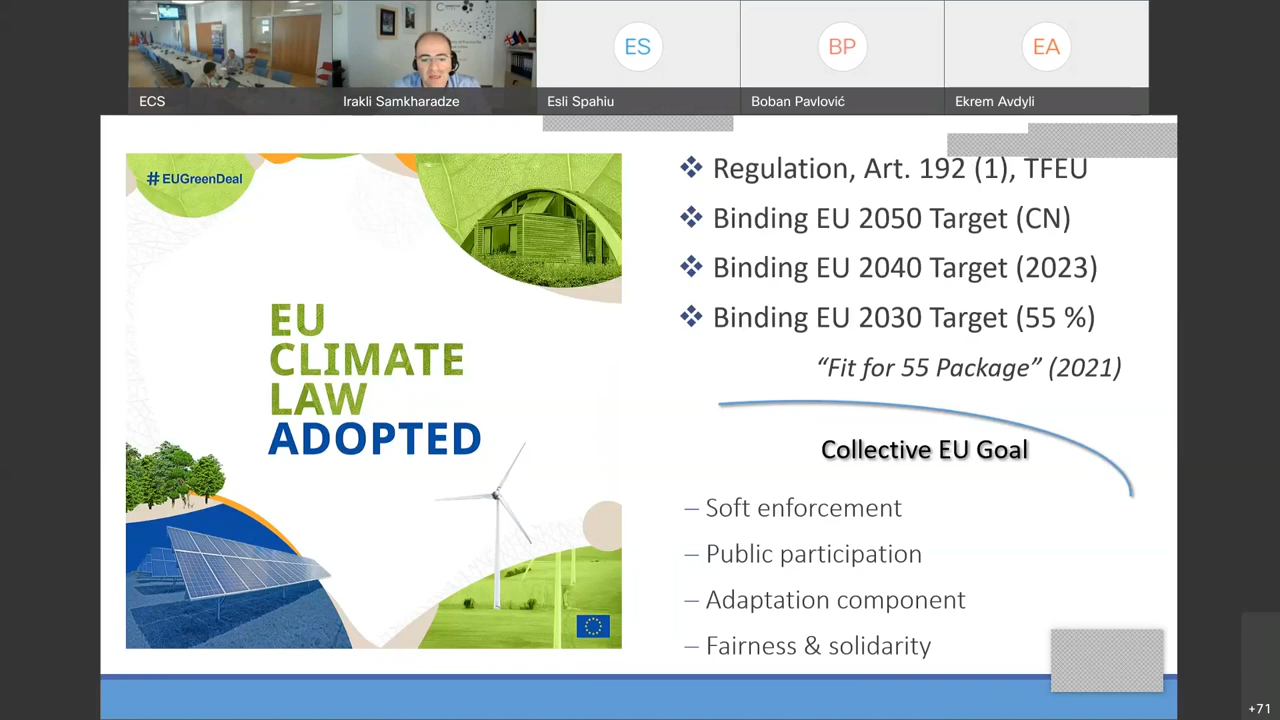 ES
BP
EA
ECS
Irakli Samkharadze
Esli Spahiu
Boban Pavlović
Ekrem Avdyli
#EUGreenDeal
EU
CLIMATE
LAW
ADOPTED
❖ Regulation, Art. 192 (1), TFEU
❖ Binding EU 2050 Target (CN)
❖ Binding EU 2040 Target (2023)
❖ Binding EU 2030 Target (55 %)
“Fit for 55 Package” (2021)
Collective EU Goal
– Soft enforcement
– Public participation
– Adaptation component
– Fairness & solidarity
+71